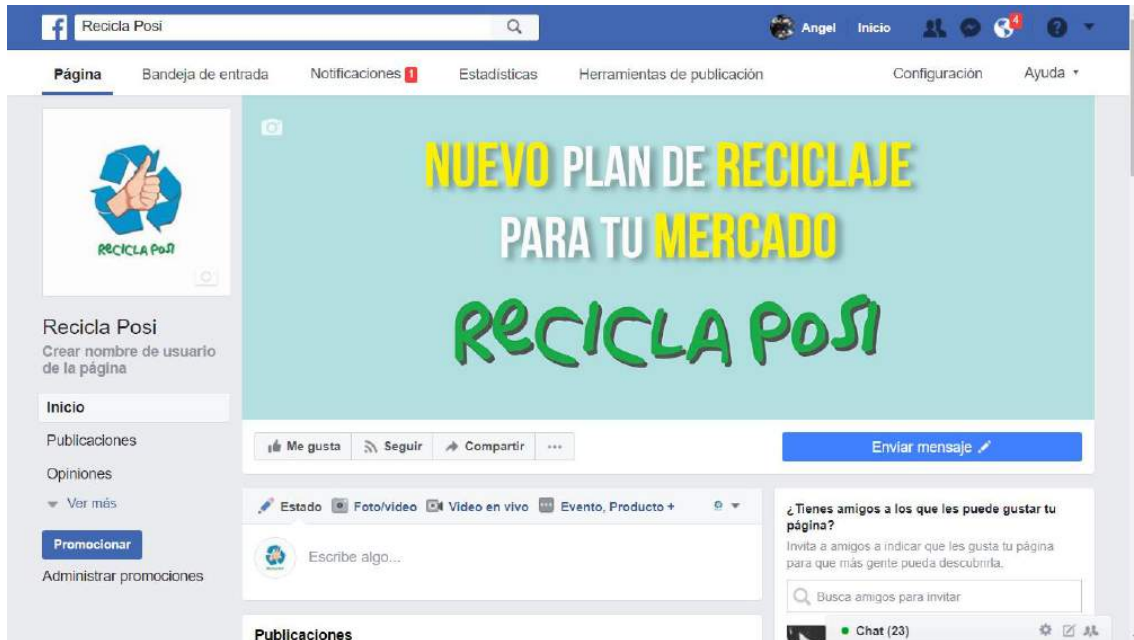 Recicla Posi
Angel Inicio 4
Página Bandeja de entrada Notificaciones 1 Estadísticas Herramientas de publicación Configuración Ayuda
RECICLA POSI
Recicla Posi
Crear nombre de usuario
de la página
Inicio
Publicaciones
Opiniones
Ver más
Promocionar
Administrar promociones
NUEVO PLAN DE RECICLAJE
PARA TU MERCADO
RECICLA POSI
Me gusta Seguir Compartir ...
Enviar mensaje
Estado Foto/video Video en vivo Evento, Producto +
Escribe algo...
Publicaciones
¿Tienes amigos a los que les puede gustar tu
página?
Invita a amigos a indicar que les gusta tu página
para que más gente pueda descubrirla.
Busca amigos para invitar
Chat (23)